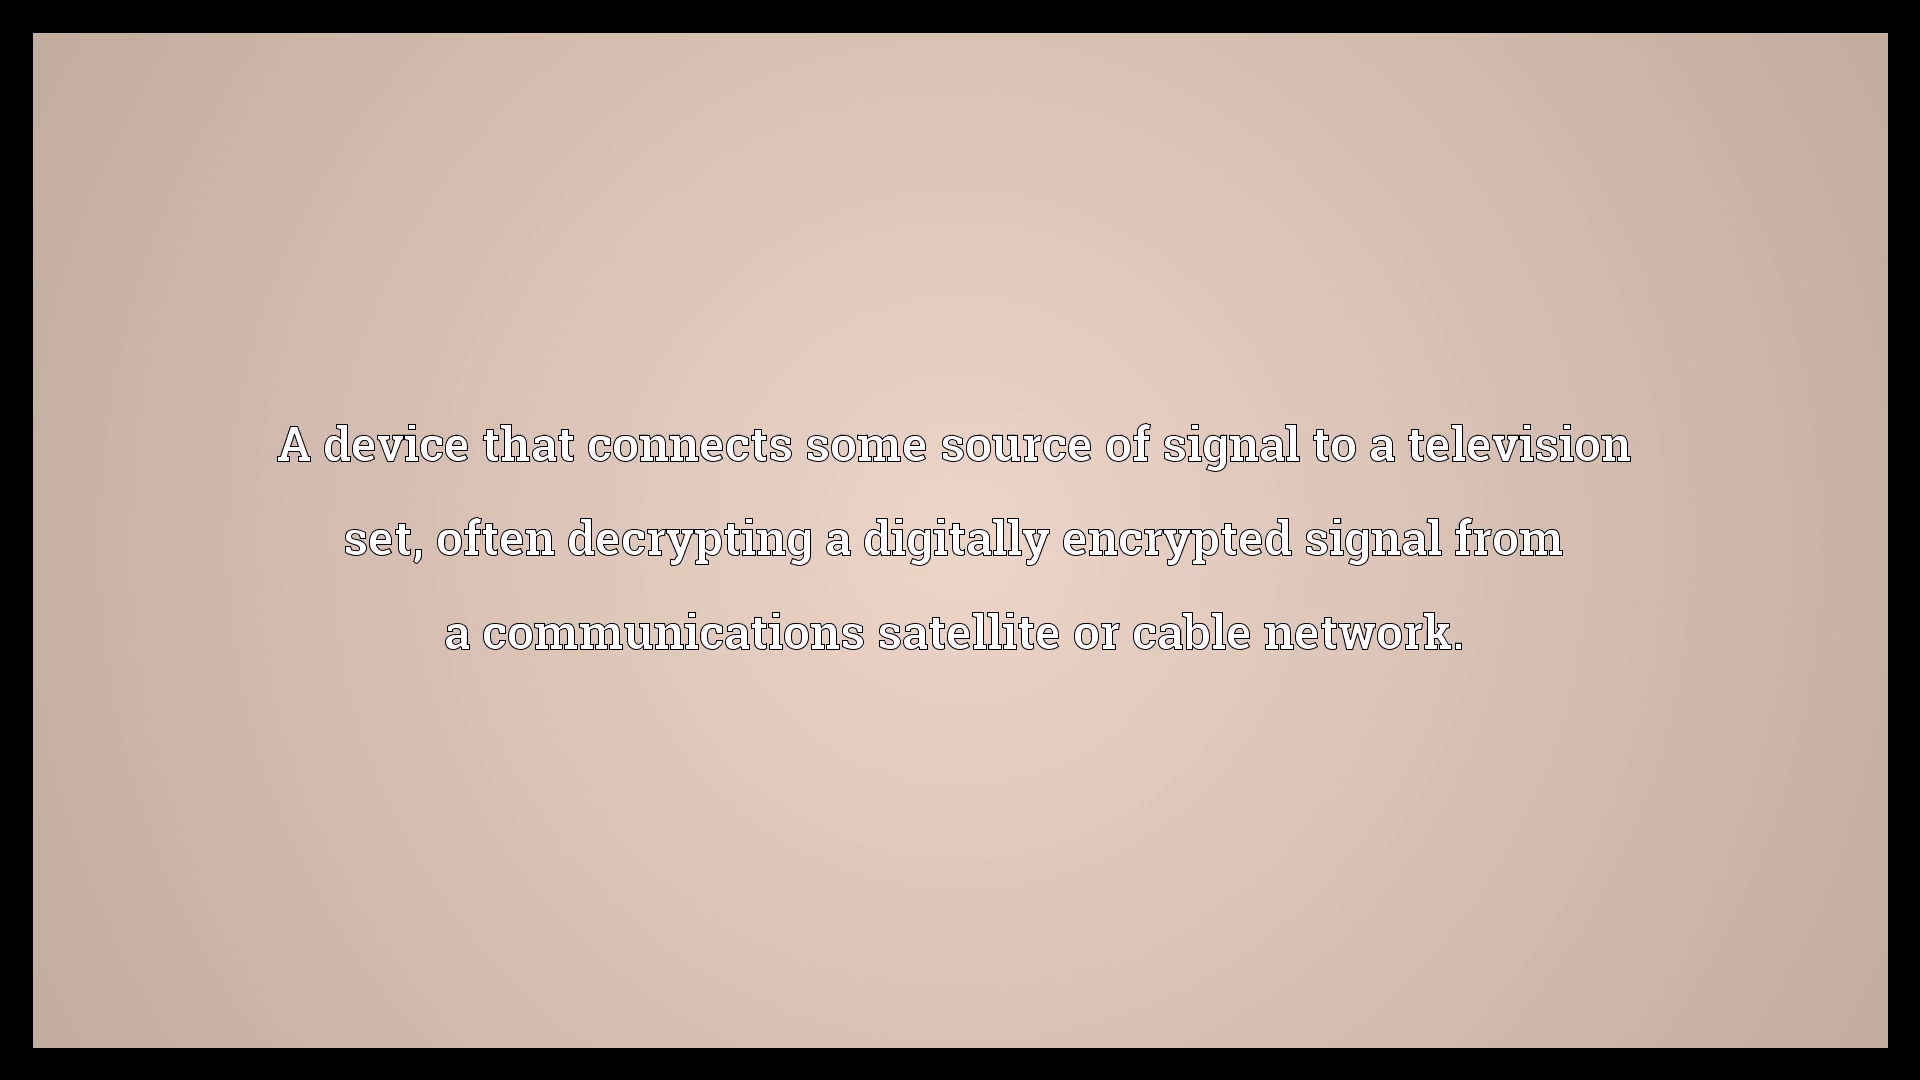 A device that connects some source of signal to a television
set, often decrypting a digitally encrypted signal from
a communications satellite or cable network.